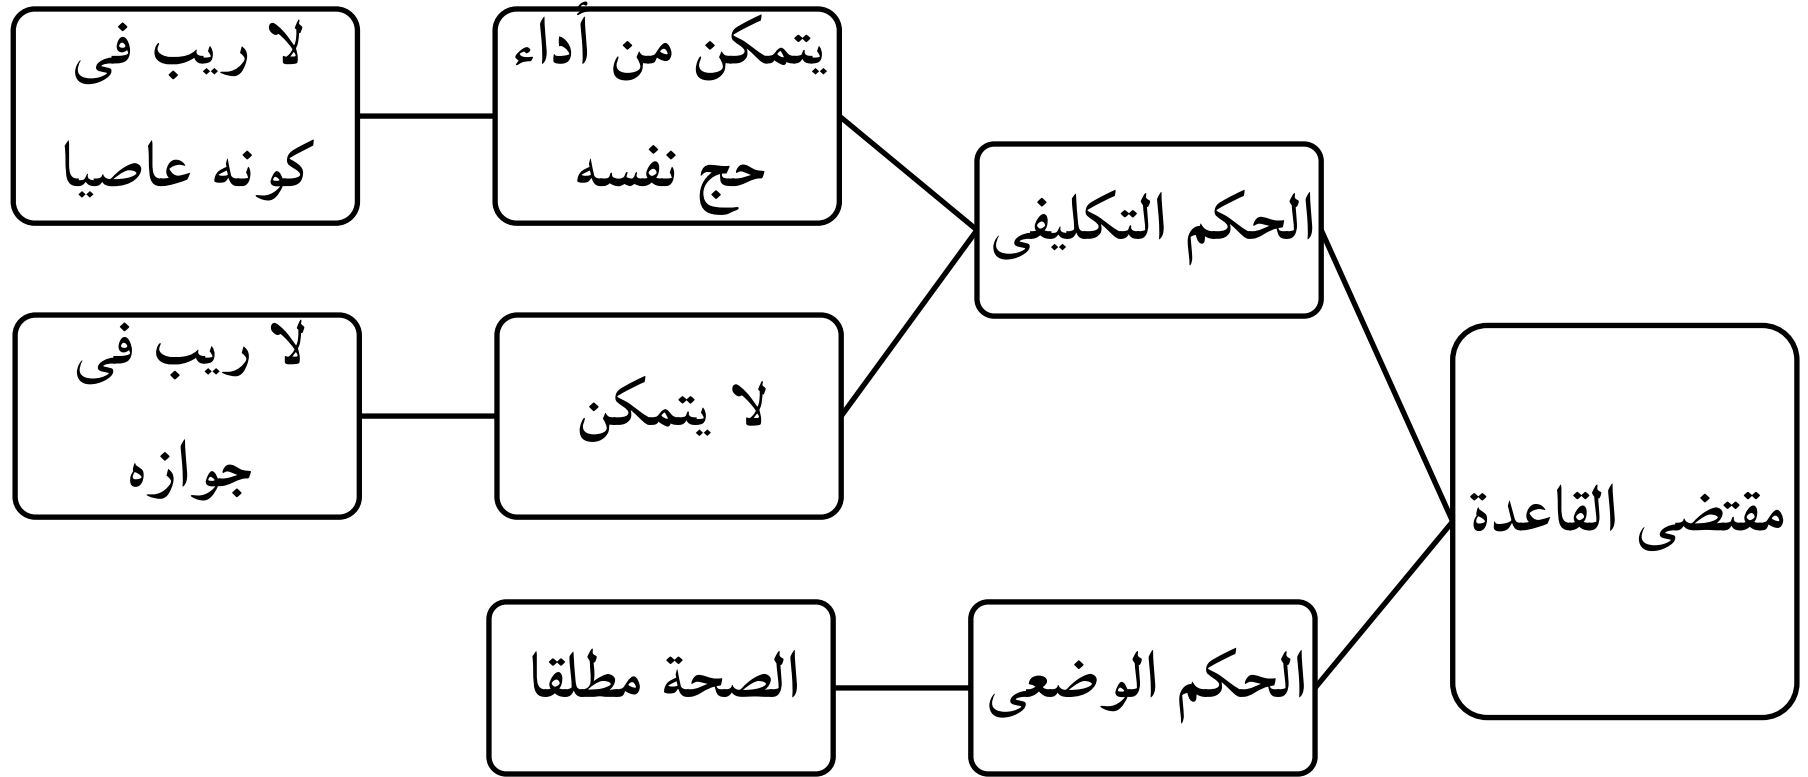 مقتضى القاعدة
الحكم التكليفى
يتمكن من أداء
حج نفسه
لا ريب فى
كونه عاصيا
لا يتمكن
لا ريب فى
جوازه
الحكم الوضعى
الصحة مطلقا